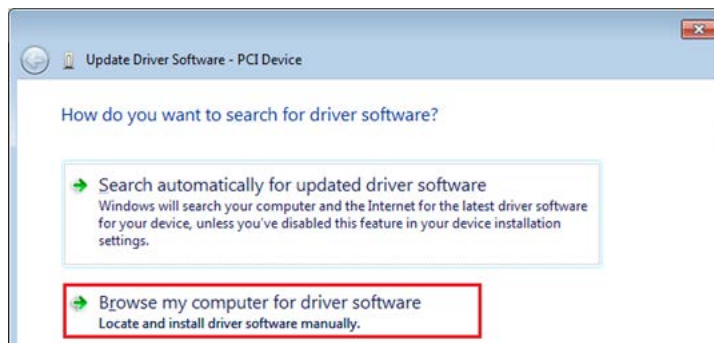 Update Driver Software - PCI Device
How do you want to search for driver software?
Search automatically for updated driver software
Windows will search your computer and the Internet for the latest driver software
for your device, unless you've disabled this feature in your device installation
settings.
Browse my computer for driver software
Locate and install driver software manually.